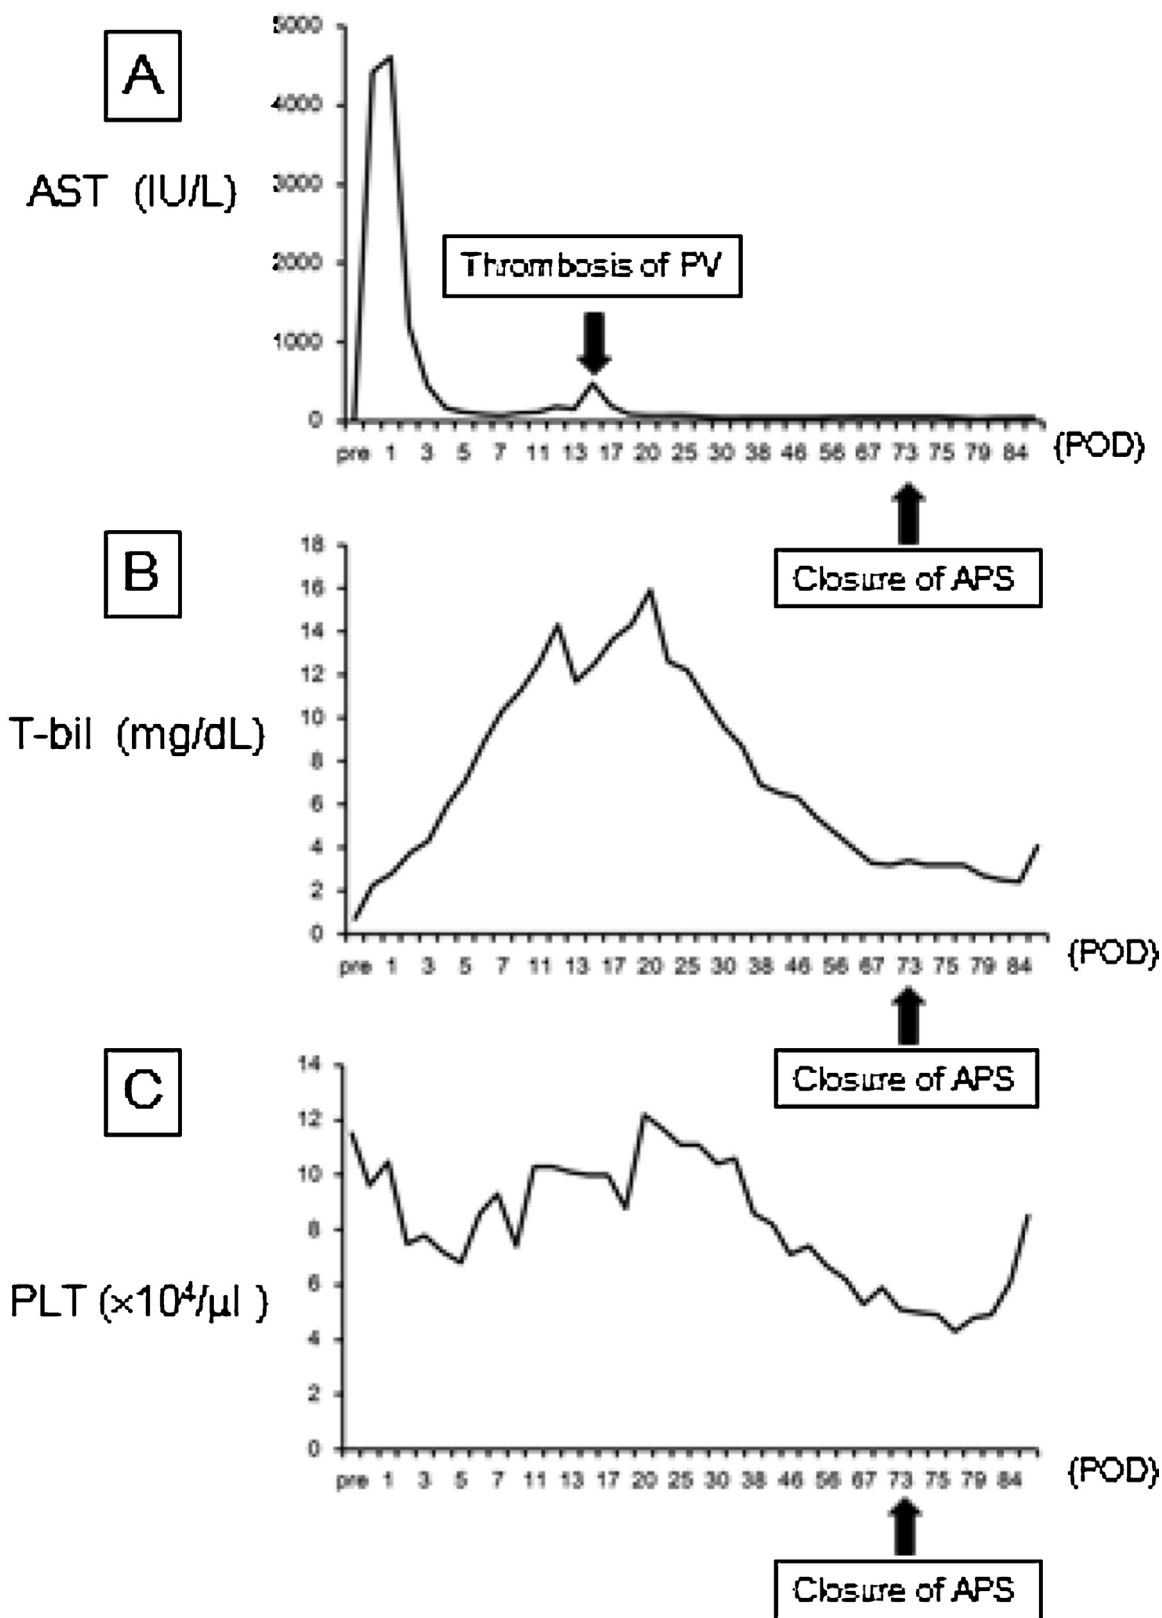 A
AST (IU/L)
5000
4000
3000
2000
1000
0
Thrombosis of PV
pre 1 3 5 7 11 13 17 20 25 30 38 46 56 67 73 75 79 84 (POD)
Closure of APS
B
T-bil (mg/dL)
18
16
14
12
10
8
6
4
2
0
pre 1 3 5 7 11 13 17 20 25 30 38 46 56 67 73 75 79 84 (POD)
Closure of APS
C
PLT (×10⁴/μl )
14
12
10
8
6
4
2
0
pre 1 3 5 7 11 13 17 20 25 30 38 46 56 67 73 75 79 84 (POD)
Closure of APS